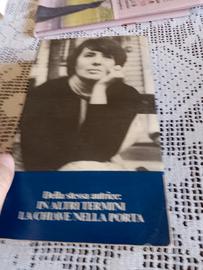 Della stessa autrice:
IN ALTRI TERMINI
LA CHIAVE NELLA PORTA